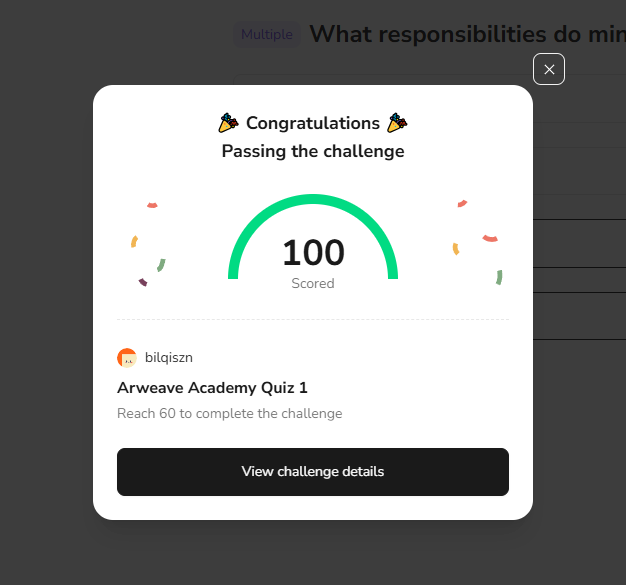 Multiple What responsibilities do min
Congratulations
Passing the challenge
100
Scored
bilqiszn
Arweave Academy Quiz 1
Reach 60 to complete the challenge
View challenge details